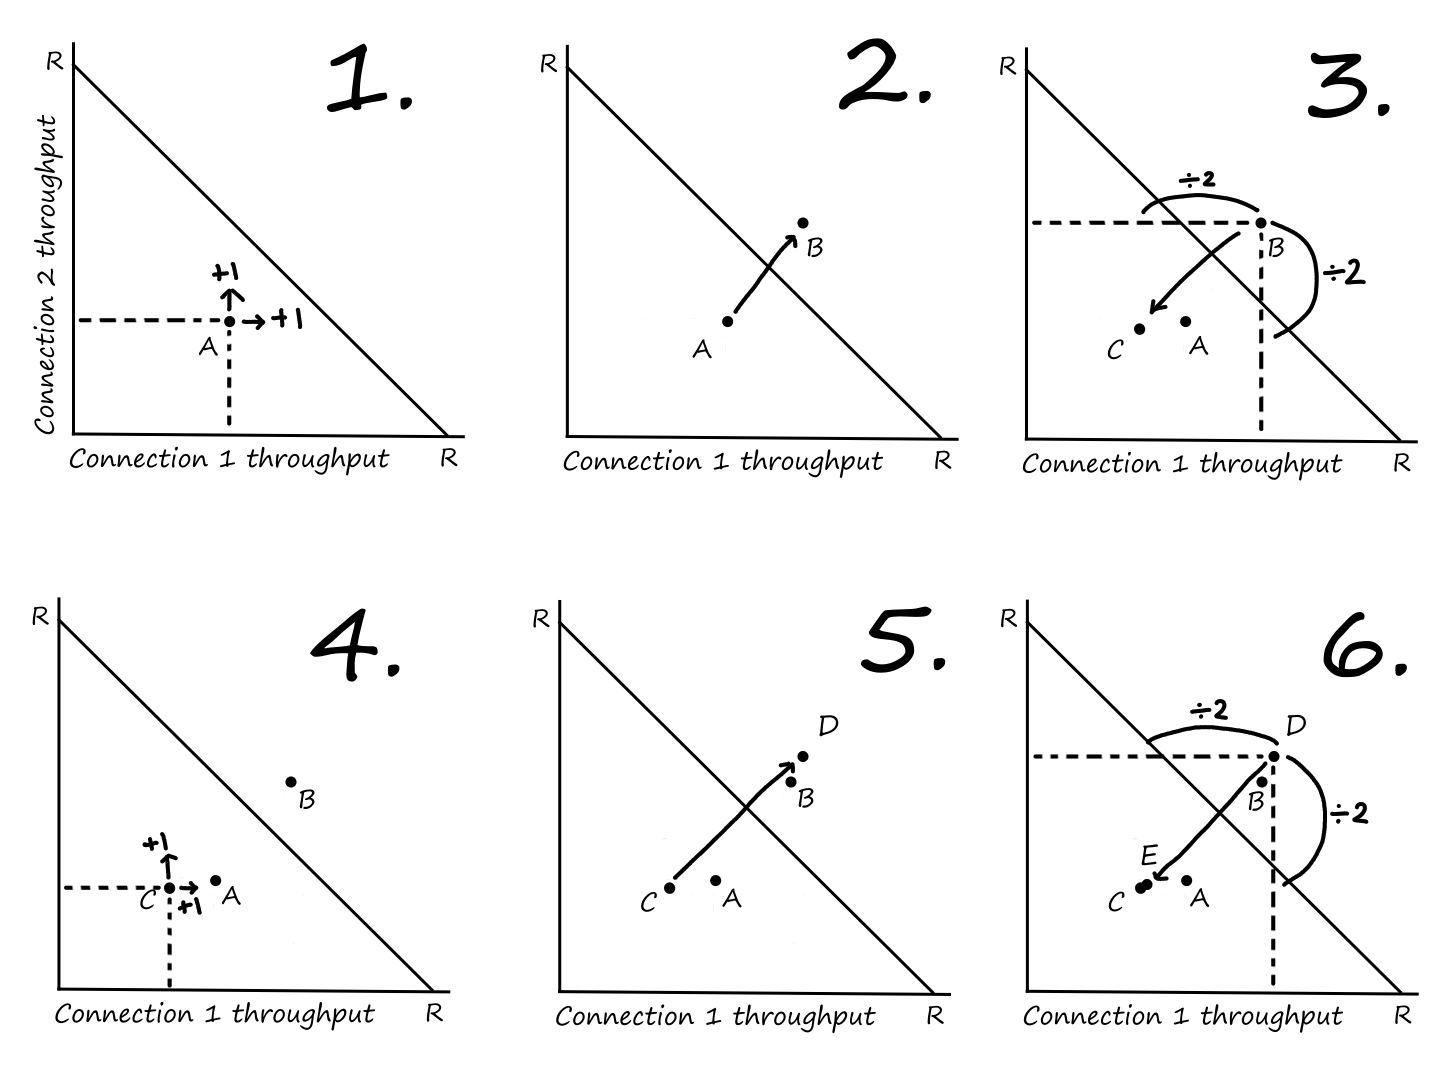 1.
R
Connection 2 throughput
+1
+1
A
Connection 1 throughput
R
2.
R
B
A
Connection 1 throughput
R
3.
R
÷2
B
÷2
C
A
Connection 1 throughput
R
4.
R
B
+1
C
A
+1
Connection 1 throughput
R
5.
R
D
B
C
A
Connection 1 throughput
R
6.
R
÷2
D
B
÷2
E
C
A
Connection 1 throughput
R